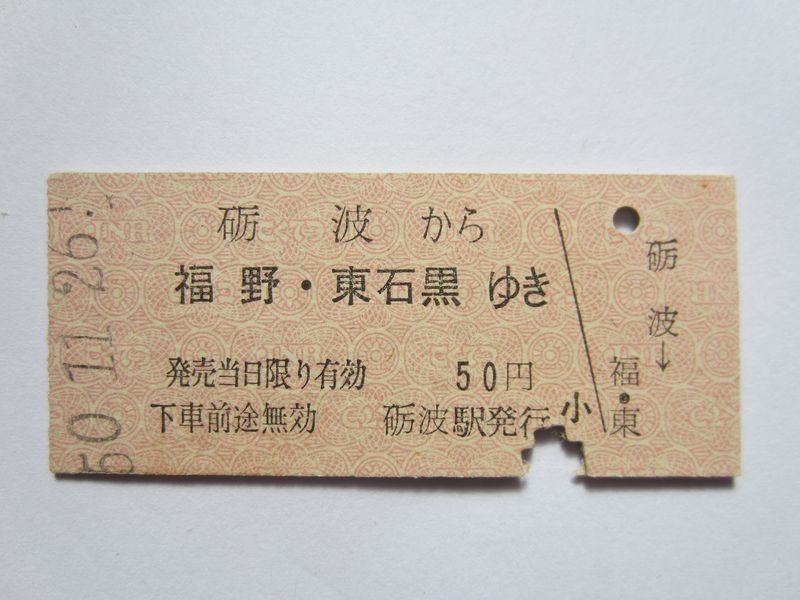 50.11.26
砺波から
福野・東石黒ゆき
発売当日限り有効 50円
下車前途無効 砺波駅発行
小
砺波→
福・東